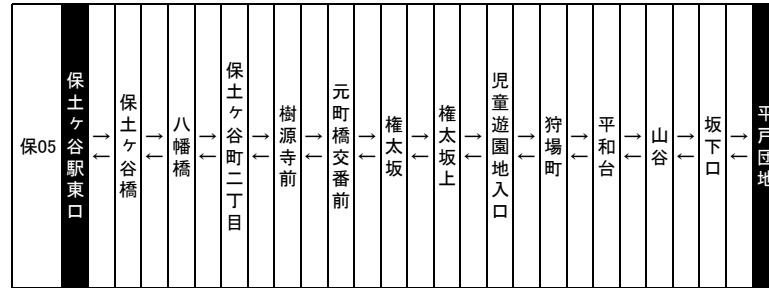 保05
保土ヶ谷駅東口
→
←
保土ヶ谷橋
→
←
八幡橋
→
←
保土ヶ谷町二丁目
→
←
樹源寺前
→
←
元町橋交番前
→
←
権太坂
→
←
権太坂上
→
←
児童遊園地入口
→
←
狩場町
→
←
平和台
→
←
山谷
→
←
坂下口
→
←
平戸団地